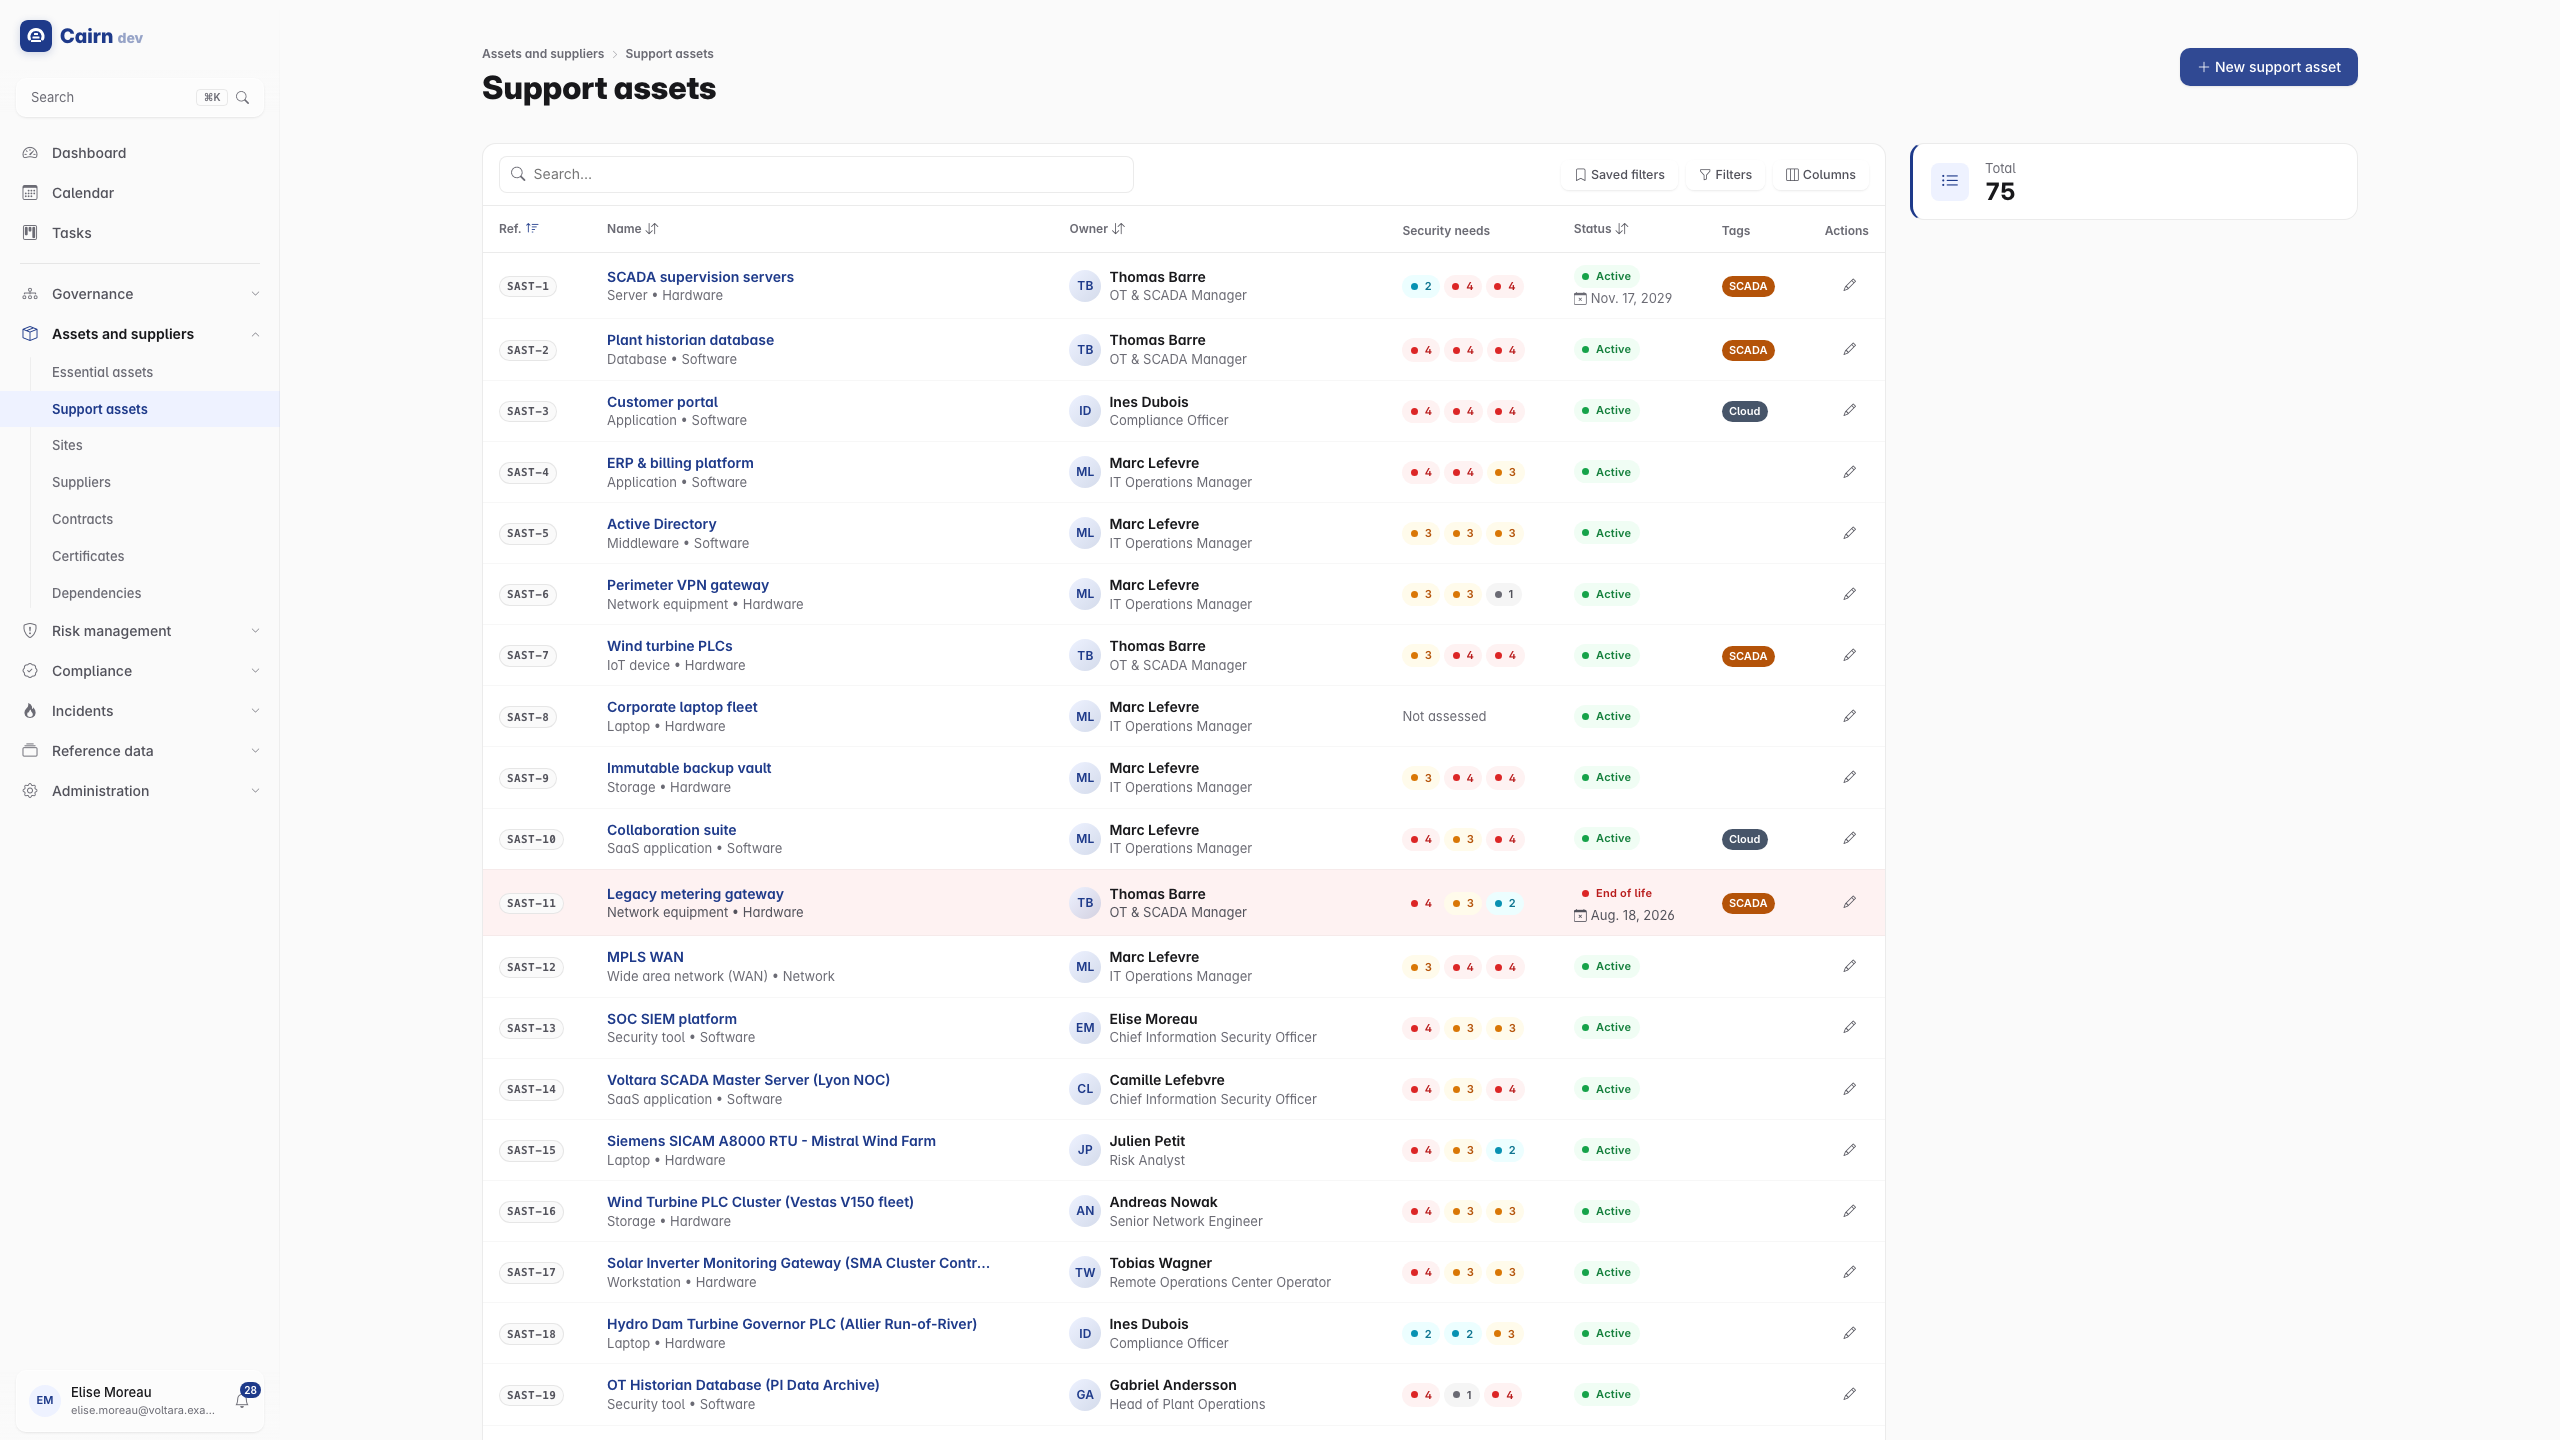 Cairn dev
Search ⌘K
Dashboard
Calendar
Tasks
Governance
Assets and suppliers
Essential assets
Support assets
Sites
Suppliers
Contracts
Certificates
Dependencies
Risk management
Compliance
Incidents
Reference data
Administration
EM Elise Moreau 28
elise.moreau@voltara.exa...
Assets and suppliers > Support assets
Support assets
+ New support asset
Search...
Saved filters Filters Columns
Total
75
Ref. Name Owner Security needs Status Tags Actions
SAST-1 SCADA supervision servers TB Thomas Barre 2 4 4 Active SCADA
Server • Hardware OT & SCADA Manager Nov. 17, 2029
SAST-2 Plant historian database TB Thomas Barre 4 4 4 Active SCADA
Database • Software OT & SCADA Manager
SAST-3 Customer portal ID Ines Dubois 4 4 4 Active Cloud
Application • Software Compliance Officer
SAST-4 ERP & billing platform ML Marc Lefevre 4 4 3 Active
Application • Software IT Operations Manager
SAST-5 Active Directory ML Marc Lefevre 3 3 3 Active
Middleware • Software IT Operations Manager
SAST-6 Perimeter VPN gateway ML Marc Lefevre 3 3 1 Active
Network equipment • Hardware IT Operations Manager
SAST-7 Wind turbine PLCs TB Thomas Barre 3 4 4 Active SCADA
IoT device • Hardware OT & SCADA Manager
SAST-8 Corporate laptop fleet ML Marc Lefevre Not assessed Active
Laptop • Hardware IT Operations Manager
SAST-9 Immutable backup vault ML Marc Lefevre 3 4 4 Active
Storage • Hardware IT Operations Manager
SAST-10 Collaboration suite ML Marc Lefevre 4 3 4 Active Cloud
SaaS application • Software IT Operations Manager
SAST-11 Legacy metering gateway TB Thomas Barre 4 3 2 End of life SCADA
Network equipment • Hardware OT & SCADA Manager Aug. 18, 2026
SAST-12 MPLS WAN ML Marc Lefevre 3 4 4 Active
Wide area network (WAN) • Network IT Operations Manager
SAST-13 SOC SIEM platform EM Elise Moreau 4 3 3 Active
Security tool • Software Chief Information Security Officer
SAST-14 Voltara SCADA Master Server (Lyon NOC) CL Camille Lefebvre 4 3 4 Active
SaaS application • Software Chief Information Security Officer
SAST-15 Siemens SICAM A8000 RTU - Mistral Wind Farm JP Julien Petit 4 3 2 Active
Laptop • Hardware Risk Analyst
SAST-16 Wind Turbine PLC Cluster (Vestas V150 fleet) AN Andreas Nowak 4 3 3 Active
Storage • Hardware Senior Network Engineer
SAST-17 Solar Inverter Monitoring Gateway (SMA Cluster Contr... TW Tobias Wagner 4 3 3 Active
Workstation • Hardware Remote Operations Center Operator
SAST-18 Hydro Dam Turbine Governor PLC (Allier Run-of-River) ID Ines Dubois 2 2 3 Active
Laptop • Hardware Compliance Officer
SAST-19 OT Historian Database (PI Data Archive) GA Gabriel Andersson 4 1 4 Active
Security tool • Software Head of Plant Operations